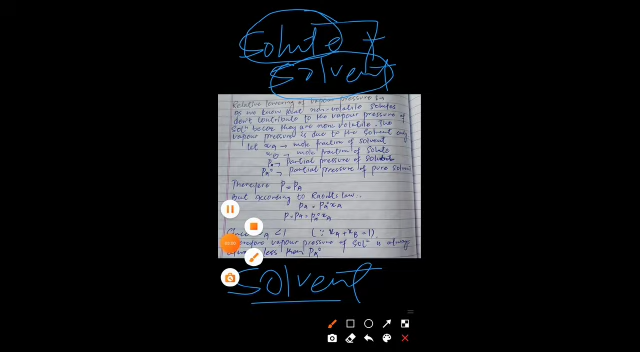 Solute +
Solvent
Relative lowering of vapour pressure :-
As we know that non-volatile solutes
don't contribute to the vapour pressure of
Solⁿ they are non volatile. The
vapour pressure is due to the solvent only
let xA → mole fraction of solvent
xB → mole fraction of solute
PA → partial pressure of solvent
PA° → partial pressure of pure solvent
Therefore P = PA
But according to Raoult's law
PA = PA° xA
P = PA = PA° xA
Since xA < 1 (∵ xA + xB = 1)
Therefore vapour pressure of Solⁿ is always
less than PA°
Solvent